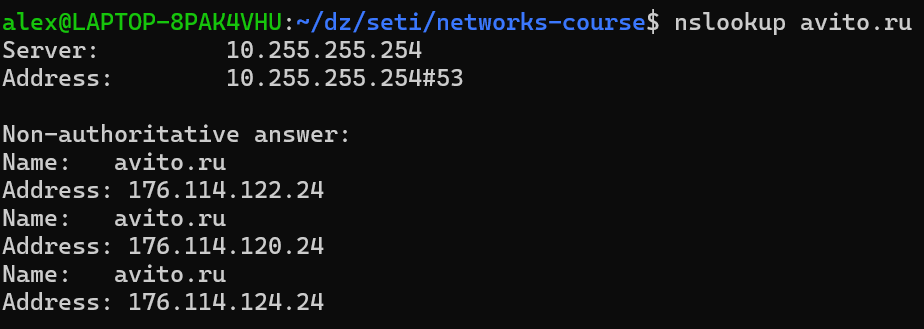 alex@LAPTOP-8PAK4VHU:~/dz/seti/networks-course$ nslookup avito.ru
Server:         10.255.255.254
Address:        10.255.255.254#53

Non-authoritative answer:
Name:   avito.ru
Address: 176.114.122.24
Name:   avito.ru
Address: 176.114.120.24
Name:   avito.ru
Address: 176.114.124.24